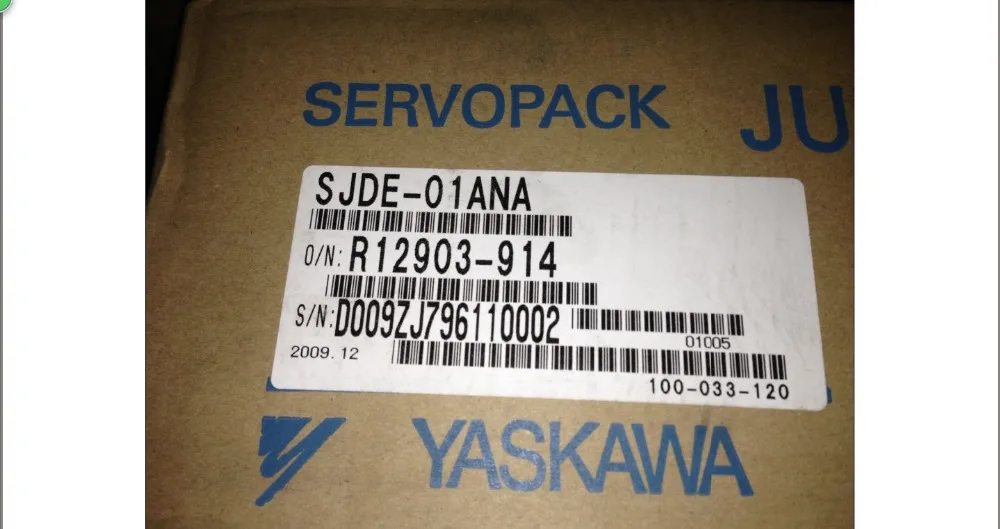 SERVOPACK JU
SJDE-01ANA
O/N: R12903-914
S/N: D009ZJ796110002
01005
2009.12
100-033-120
YASKAWA